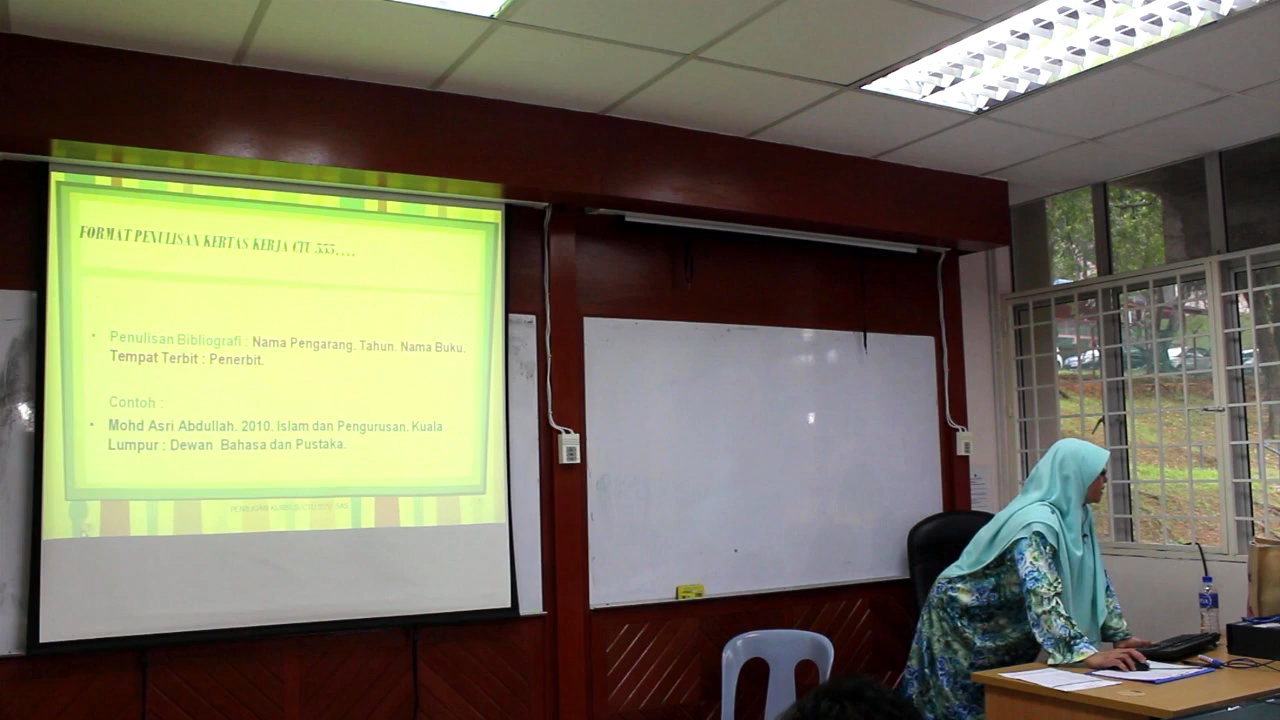 FORMAT PENULISAN KERTAS KERJA CTU 555....
• Penulisan Bibliografi : Nama Pengarang. Tahun. Nama Buku.
Tempat Terbit : Penerbit.
Contoh :
• Mohd Asri Abdullah. 2010. Islam dan Pengurusan. Kuala
Lumpur : Dewan Bahasa dan Pustaka.